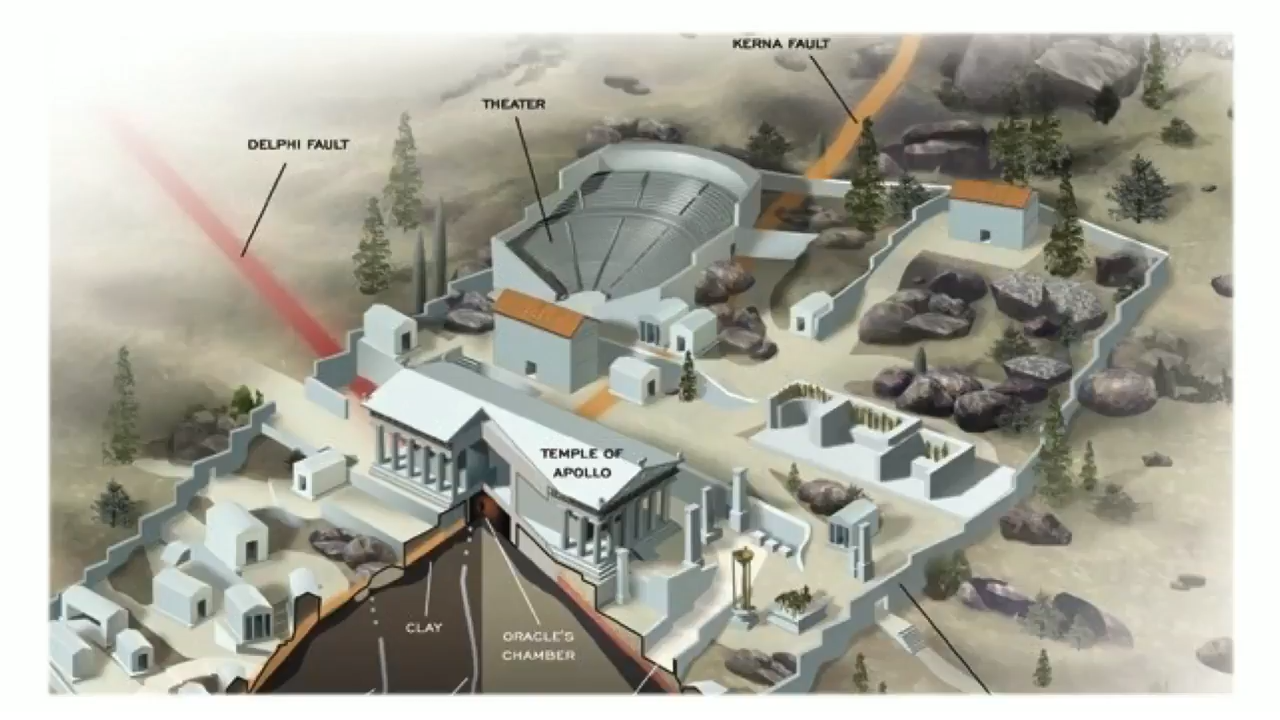 KERNA FAULT
THEATER
DELPHI FAULT
TEMPLE OF
APOLLO
CLAY
ORACLE'S
CHAMBER